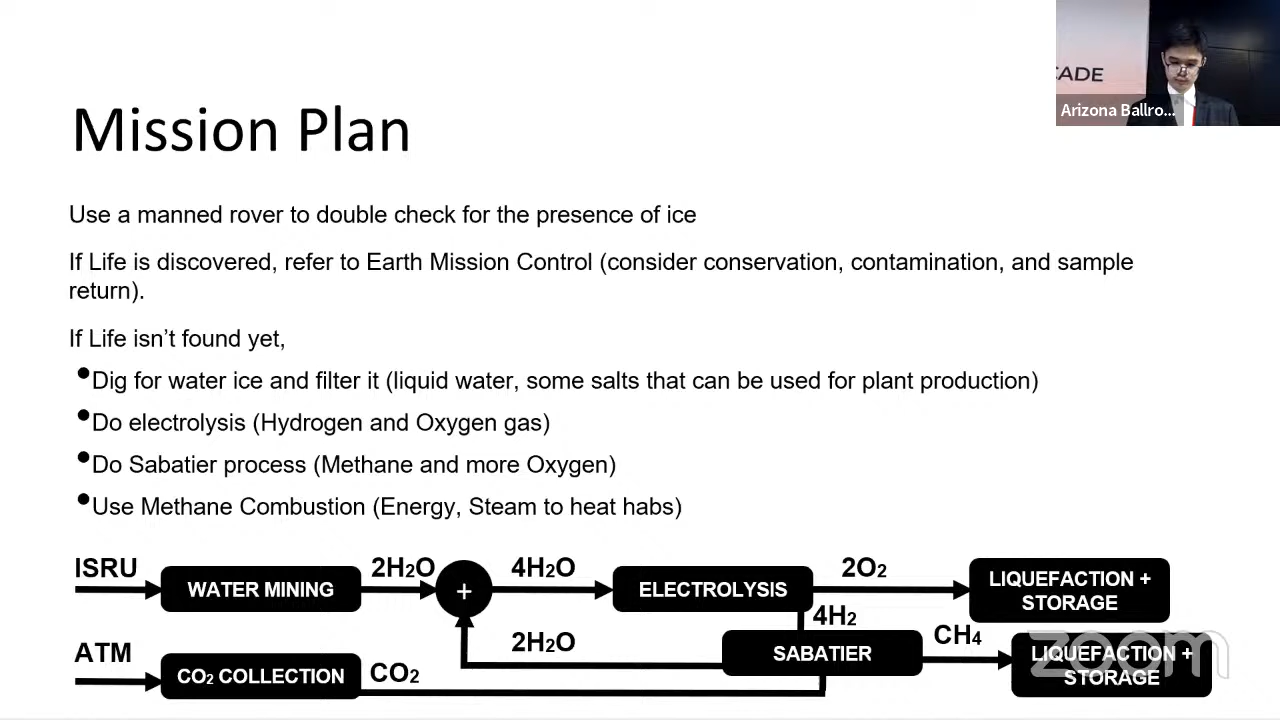 CADE
Arizona Ballro...
Mission Plan
Use a manned rover to double check for the presence of ice
If Life is discovered, refer to Earth Mission Control (consider conservation, contamination, and sample
return).
If Life isn’t found yet,
•Dig for water ice and filter it (liquid water, some salts that can be used for plant production)
•Do electrolysis (Hydrogen and Oxygen gas)
•Do Sabatier process (Methane and more Oxygen)
•Use Methane Combustion (Energy, Steam to heat habs)
ISRU
WATER MINING
2H₂O
+
4H₂O
ELECTROLYSIS
2O₂
LIQUEFACTION +
STORAGE
4H₂
ATM
CO₂ COLLECTION
CO₂
2H₂O
SABATIER
CH₄
LIQUEFACTION +
STORAGE
zoom